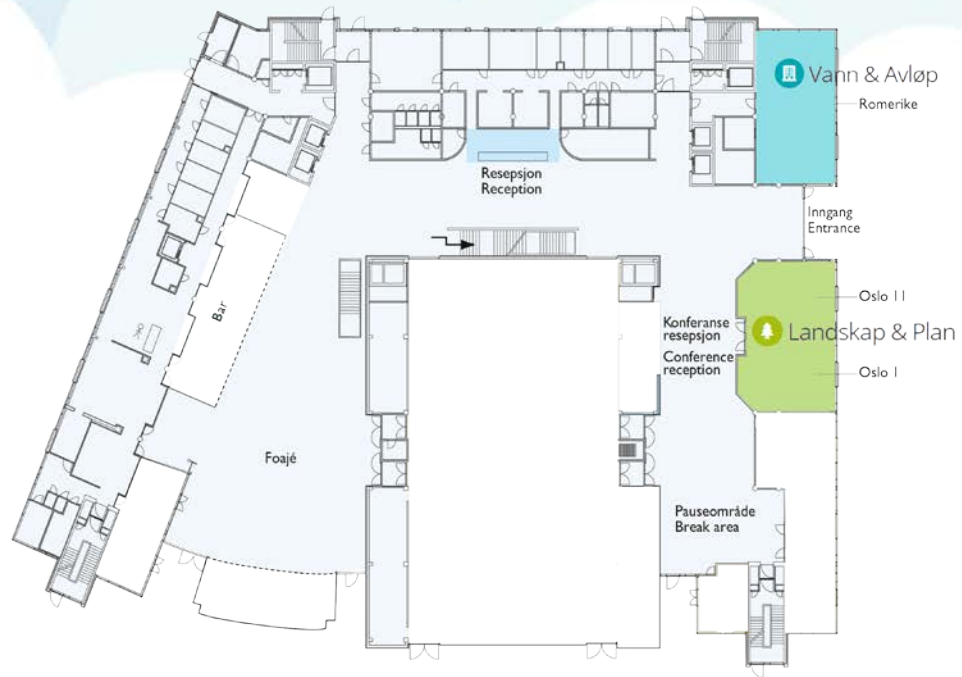 Vann & Avløp
Romerike
Resepsjon
Reception
Inngang
Entrance
Bar
Oslo 11
Konferanse
resepsjon
Landskap & Plan
Conference
reception
Oslo 1
Foajé
Pauseområde
Break area